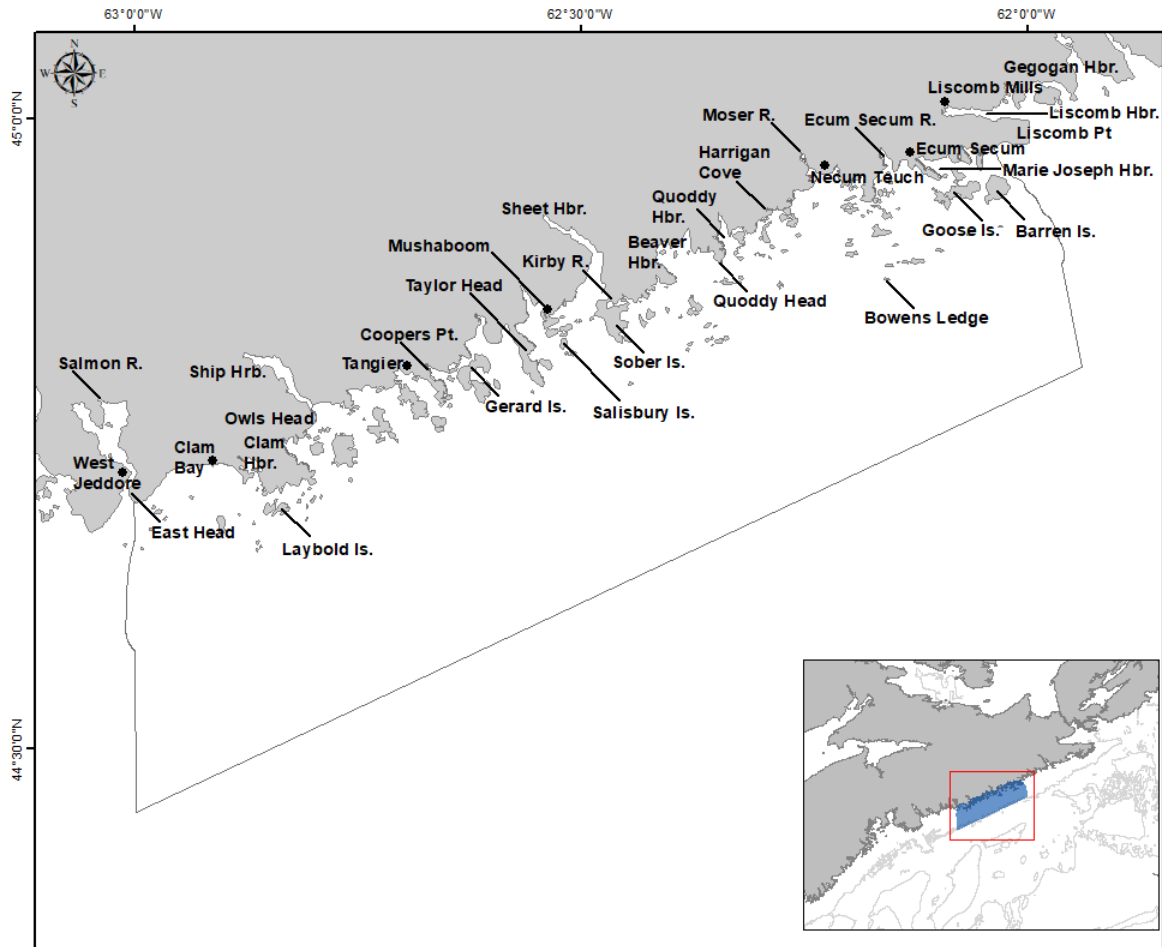 63°0'0"W
62°30'0"W
62°0'0"W
N
W
E
S
45°0'0"N
44°30'0"N
Gegogan Hbr.
Liscomb Mills
Liscomb Hbr.
Liscomb Pt
Moser R.
Ecum Secum R.
Ecum Secum
Marie Joseph Hbr.
Harrigan
Cove
Necum Teuch
Quoddy
Hbr.
Goose Is.
Barren Is.
Sheet Hbr.
Mushaboom
Beaver
Hbr.
Kirby R.
Taylor Head
Quoddy Head
Bowens Ledge
Coopers Pt.
Sober Is.
Salmon R.
Ship Hrb.
Tangier
Gerard Is.
Salisbury Is.
Owls Head
Clam
Bay
Clam
Hbr.
West
Jeddore
East Head
Laybold Is.